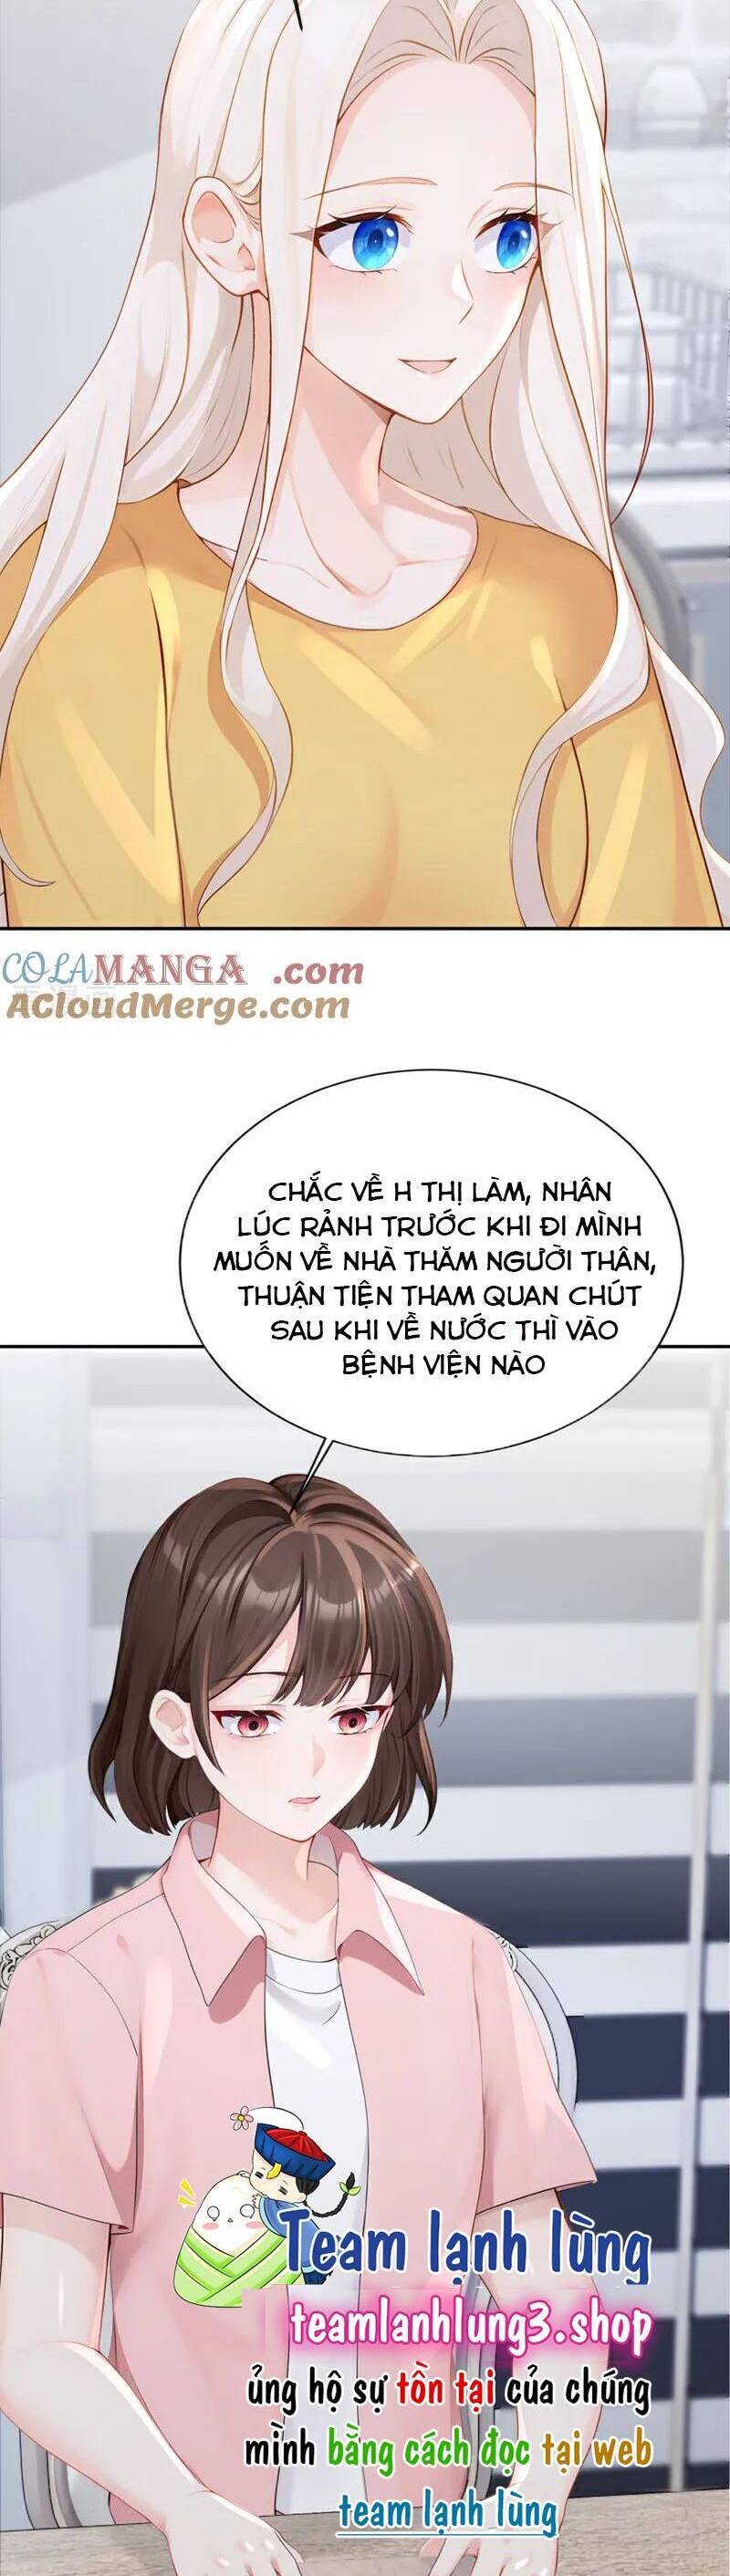 COLAMANGA.com
AcloudMerge.com
CHẮC VỀ H THỊ LÀM, NHÂN
LÚC RẢNH TRƯỚC KHI ĐI MÌNH
MUỐN VỀ NHÀ THĂM NGƯỜI THÂN,
THUẬN TIỆN THAM QUAN CHÚT
SAU KHI VỀ NƯỚC THÌ VÀO
BỆNH VIỆN NÀO
Team lạnh lùng
teamlanhlung3.shop
ủng hộ sự tồn tại của chúng
mình bằng cách đọc tại web
team lạnh lùng